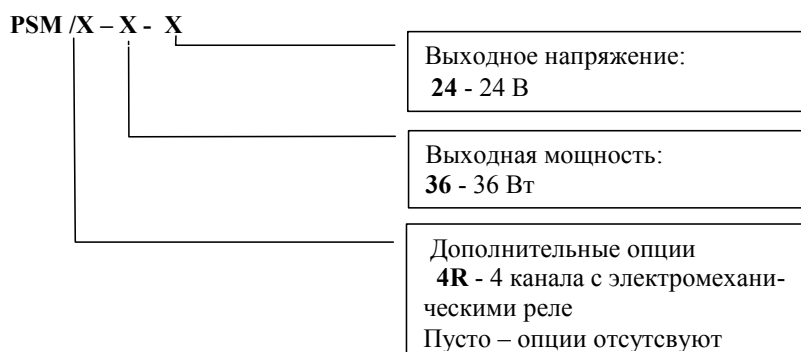 PSM /X – X - X
Выходное напряжение:
24 - 24 В
Выходная мощность:
36 - 36 Вт
Дополнительные опции
4R - 4 канала с электромехани-
ческими реле
Пусто – опции отсутсвуют